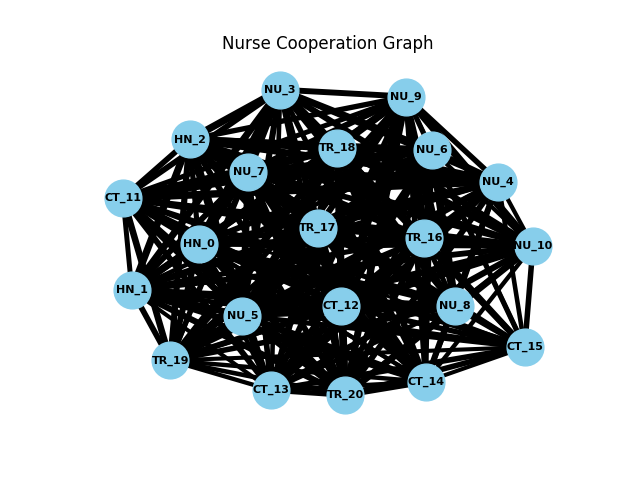 Nurse Cooperation Graph
NU_3
NU_9
HN_2
TR_18
NU_6
NU_7
NU_4
CT_11
TR_17
TR_16
HN_0
NU_10
HN_1
CT_12
NU_8
NU_5
CT_15
TR_19
CT_14
CT_13
TR_20